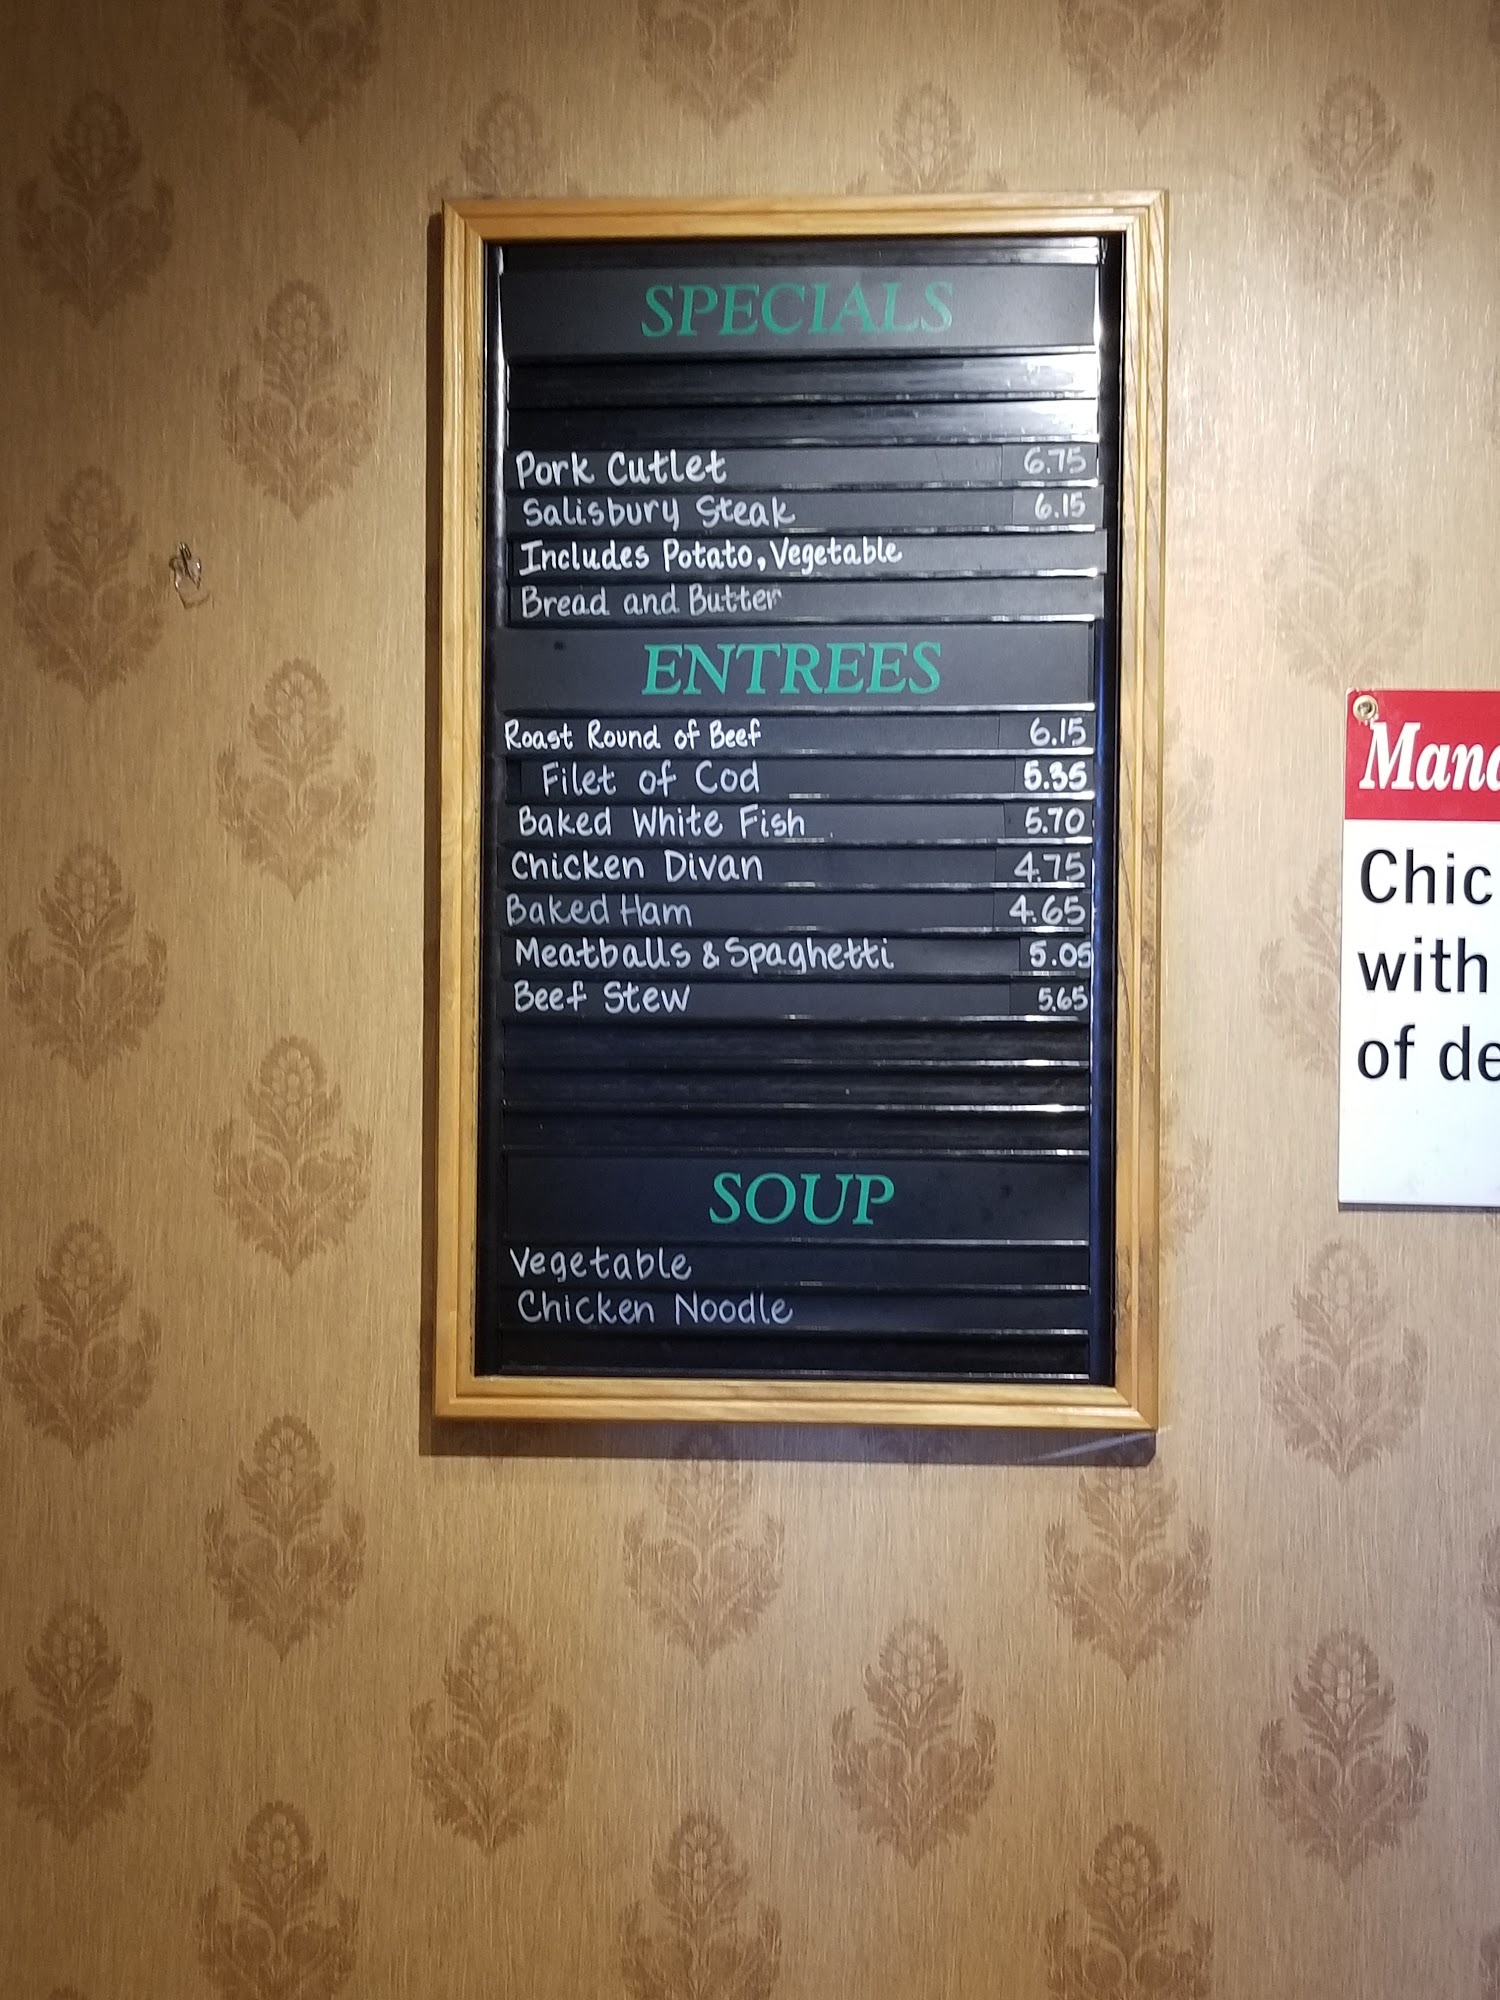 SPECIALS
Pork Cutlet 6.75
Salisbury Steak 6.15
Includes Potato, Vegetable
Bread and Butter
ENTREES
Roast Round of Beef 6.15
Filet of Cod 5.35
Baked White Fish 5.70
Chicken Divan 4.75
Baked Ham 4.65
Meatballs & Spaghetti 5.05
Beef Stew 5.65
SOUP
Vegetable
Chicken Noodle
Chic
with
of de